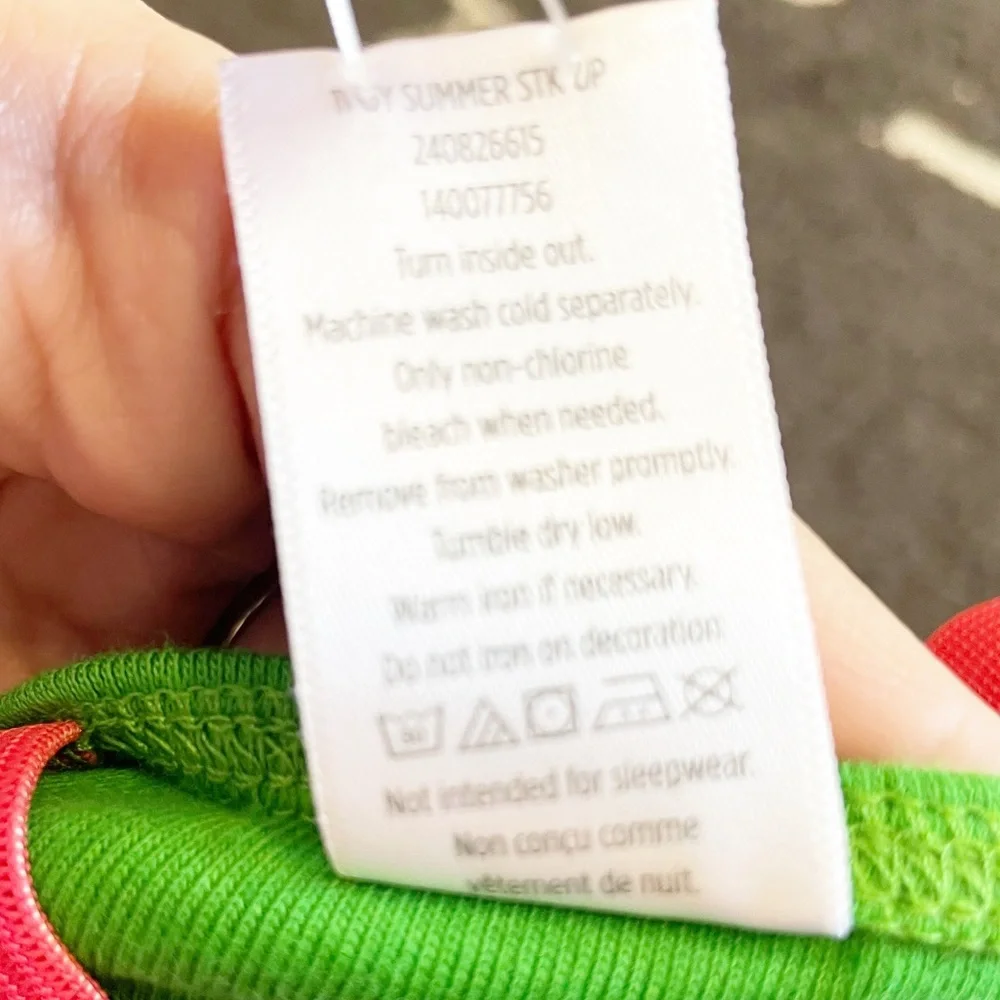 SUMMER STK UP
240826615
140077756
Turn inside out.
Machine wash cold separately.
Only non-chlorine
bleach when needed.
Remove from washer promptly.
Tumble dry low.
Warm iron if necessary.
Do not iron on decoration.
30
Not intended for sleepwear.
Non conçu comme
vêtement de nuit.